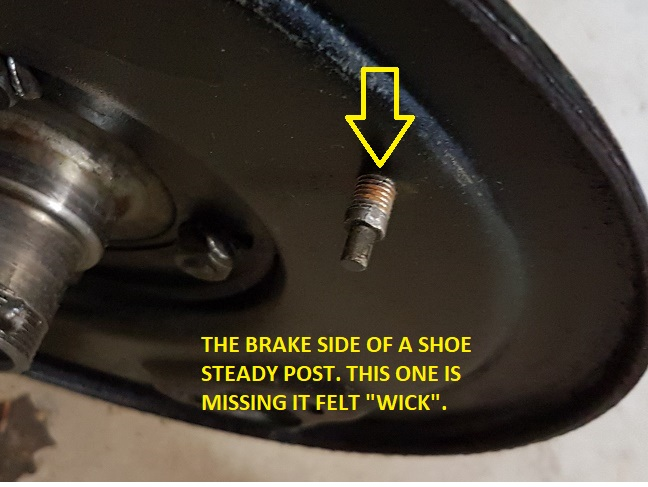 THE BRAKE SIDE OF A SHOE
STEADY POST. THIS ONE IS
MISSING IT FELT "WICK".